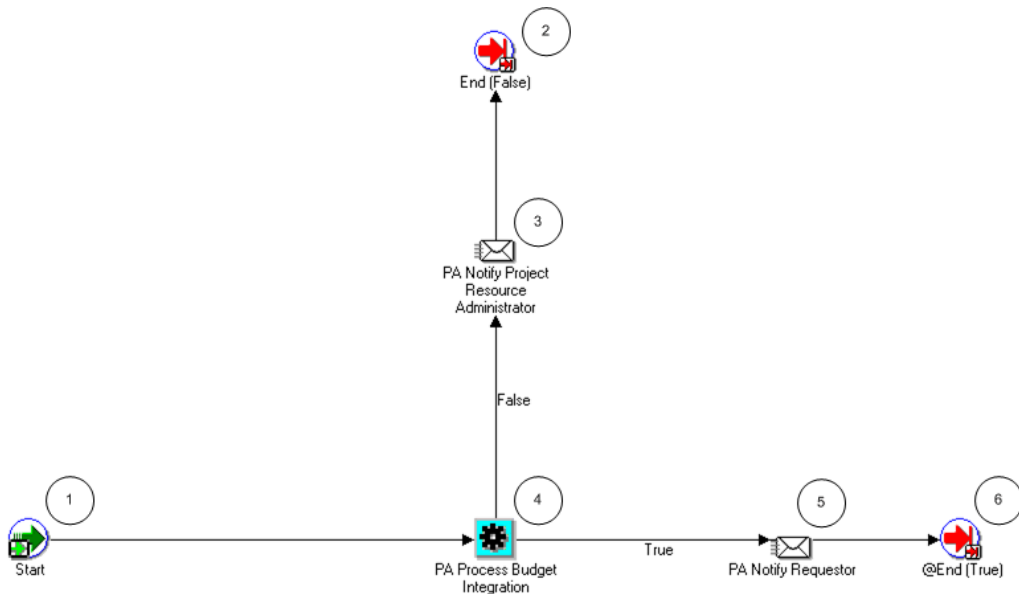 2
End (False)
3
PA Notify Project
Resource
Administrator
False
1
Start
4
PA Process Budget
Integration
True
5
PA Notify Requestor
6
@End (True)